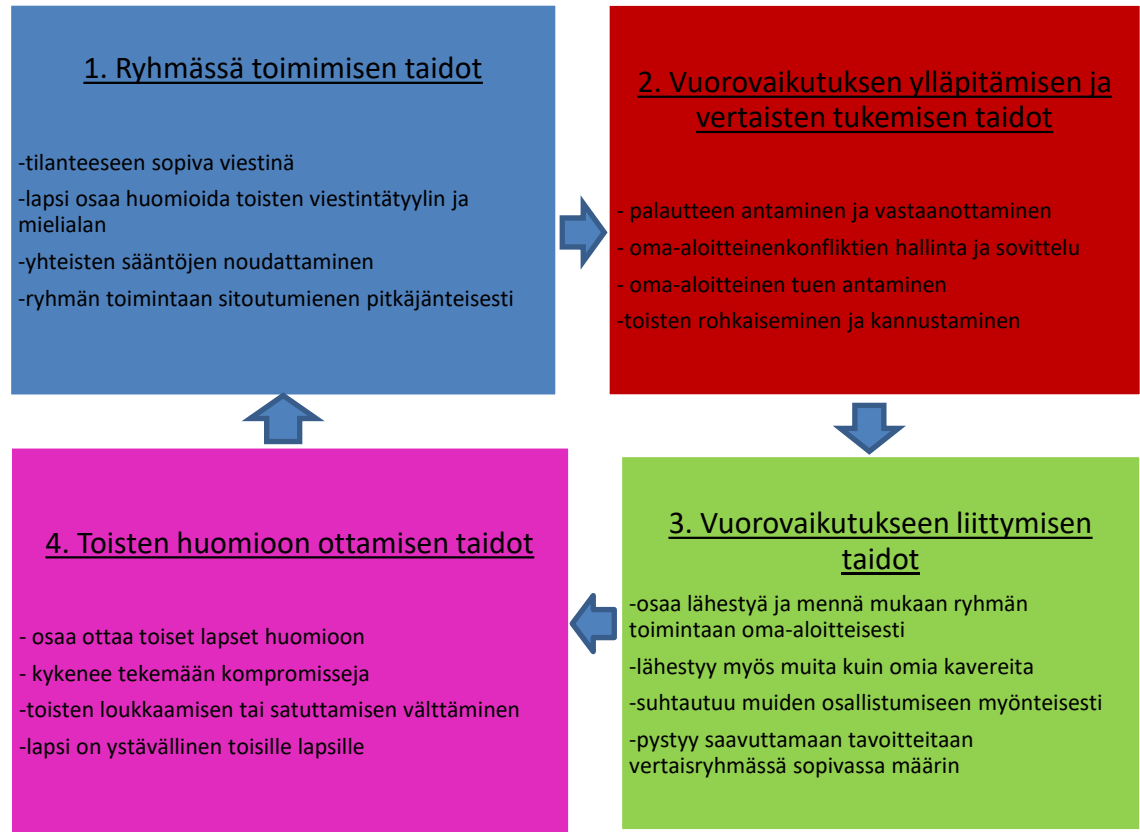 1. Ryhmässä toimimisen taidot
-tilanteeseen sopiva viestinä
-lapsi osaa huomioida toisten viestintätyylin ja
mielialan
-yhteisten sääntöjen noudattaminen
-ryhmän toimintaan sitoutumienen pitkäjänteisesti
2. Vuorovaikutuksen ylläpitämisen ja
vertaisten tukemisen taidot
- palautteen antaminen ja vastaanottaminen
- oma-aloitteinenkonfliktien hallinta ja sovittelu
- oma-aloitteinen tuen antaminen
-toisten rohkaiseminen ja kannustaminen
3. Vuorovaikutukseen liittymisen
taidot
-osaa lähestyä ja mennä mukaan ryhmän
toimintaan oma-aloitteisesti
-lähestyy myös muita kuin omia kavereita
-suhtautuu muiden osallistumiseen myönteisesti
-pystyy saavuttamaan tavoitteitaan
vertaisryhmässä sopivassa määrin
4. Toisten huomioon ottamisen taidot
- osaa ottaa toiset lapset huomioon
- kykenee tekemään kompromisseja
-toisten loukkaamisen tai satuttamisen välttäminen
-lapsi on ystävällinen toisille lapsille